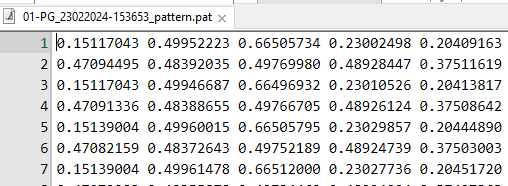 01-PG_23022024-153653_pattern.pat
1 0.15117043 0.49952223 0.66505734 0.23002498 0.20409163
2 0.47094495 0.48392035 0.49769980 0.48928447 0.37511619
3 0.15117043 0.49946687 0.66496932 0.23010526 0.20413817
4 0.47091336 0.48388655 0.49766705 0.48926124 0.37508642
5 0.15139004 0.49960015 0.66505795 0.23029857 0.20444890
6 0.47082159 0.48372643 0.49752189 0.48924739 0.37503003
7 0.15139004 0.49961478 0.66512000 0.23027736 0.20451720